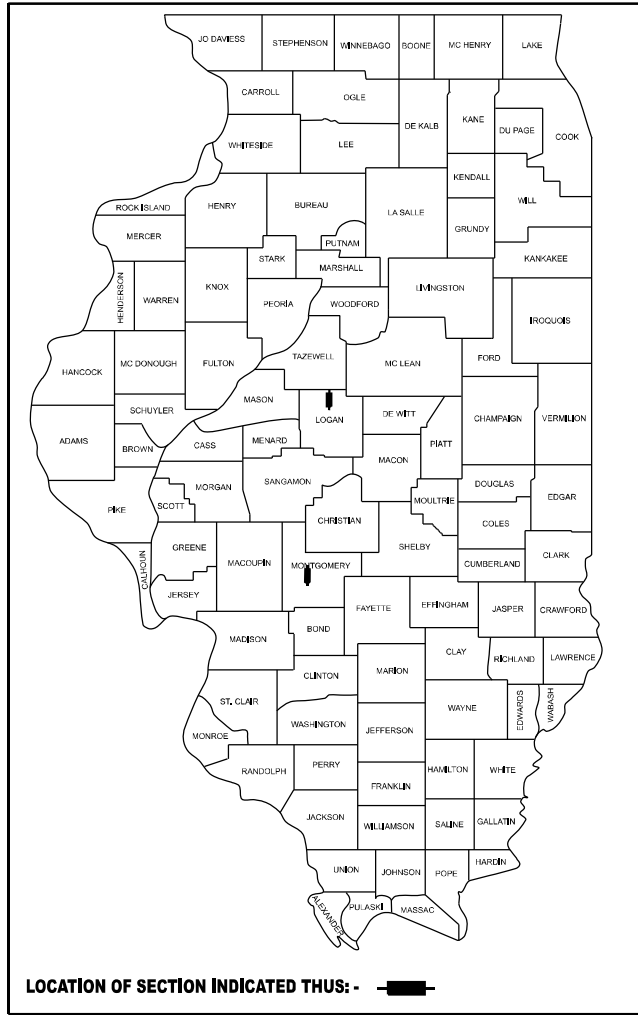 JO DAVIESS STEPHENSON WINNEBAGO BOONE MC HENRY LAKE
CARROLL OGLE DE KALB KANE DU PAGE COOK
WHITESIDE LEE
KENDALL WILL
ROCK ISLAND HENRY BUREAU LA SALLE GRUNDY
MERCER PUTNAM
STARK MARSHALL KANKAKEE
HENDERSON WARREN KNOX PEORIA WOODFORD LIVINGSTON
IROQUOIS
HANCOCK MC DONOUGH FULTON TAZEWELL MC LEAN FORD
MASON
SCHUYLER LOGAN DE WITT CHAMPAIGN VERMILION
ADAMS BROWN CASS MENARD PIATT
MACON
MORGAN SANGAMON DOUGLAS
PIKE SCOTT MOULTRIE EDGAR
CHRISTIAN COLES
CALHOUN GREENE MACOUPIN MONTGOMERY SHELBY CUMBERLAND CLARK
JERSEY FAYETTE EFFINGHAM JASPER CRAWFORD
BOND
MADISON CLAY RICHLAND LAWRENCE
CLINTON MARION
ST. CLAIR WAYNE EDWARDS WABASH
WASHINGTON JEFFERSON
MONROE
RANDOLPH PERRY HAMILTON WHITE
FRANKLIN
JACKSON WILLIAMSON SALINE GALLATIN
UNION JOHNSON POPE HARDIN
ALEXANDER PULASKI MASSAC
LOCATION OF SECTION INDICATED THUS: -